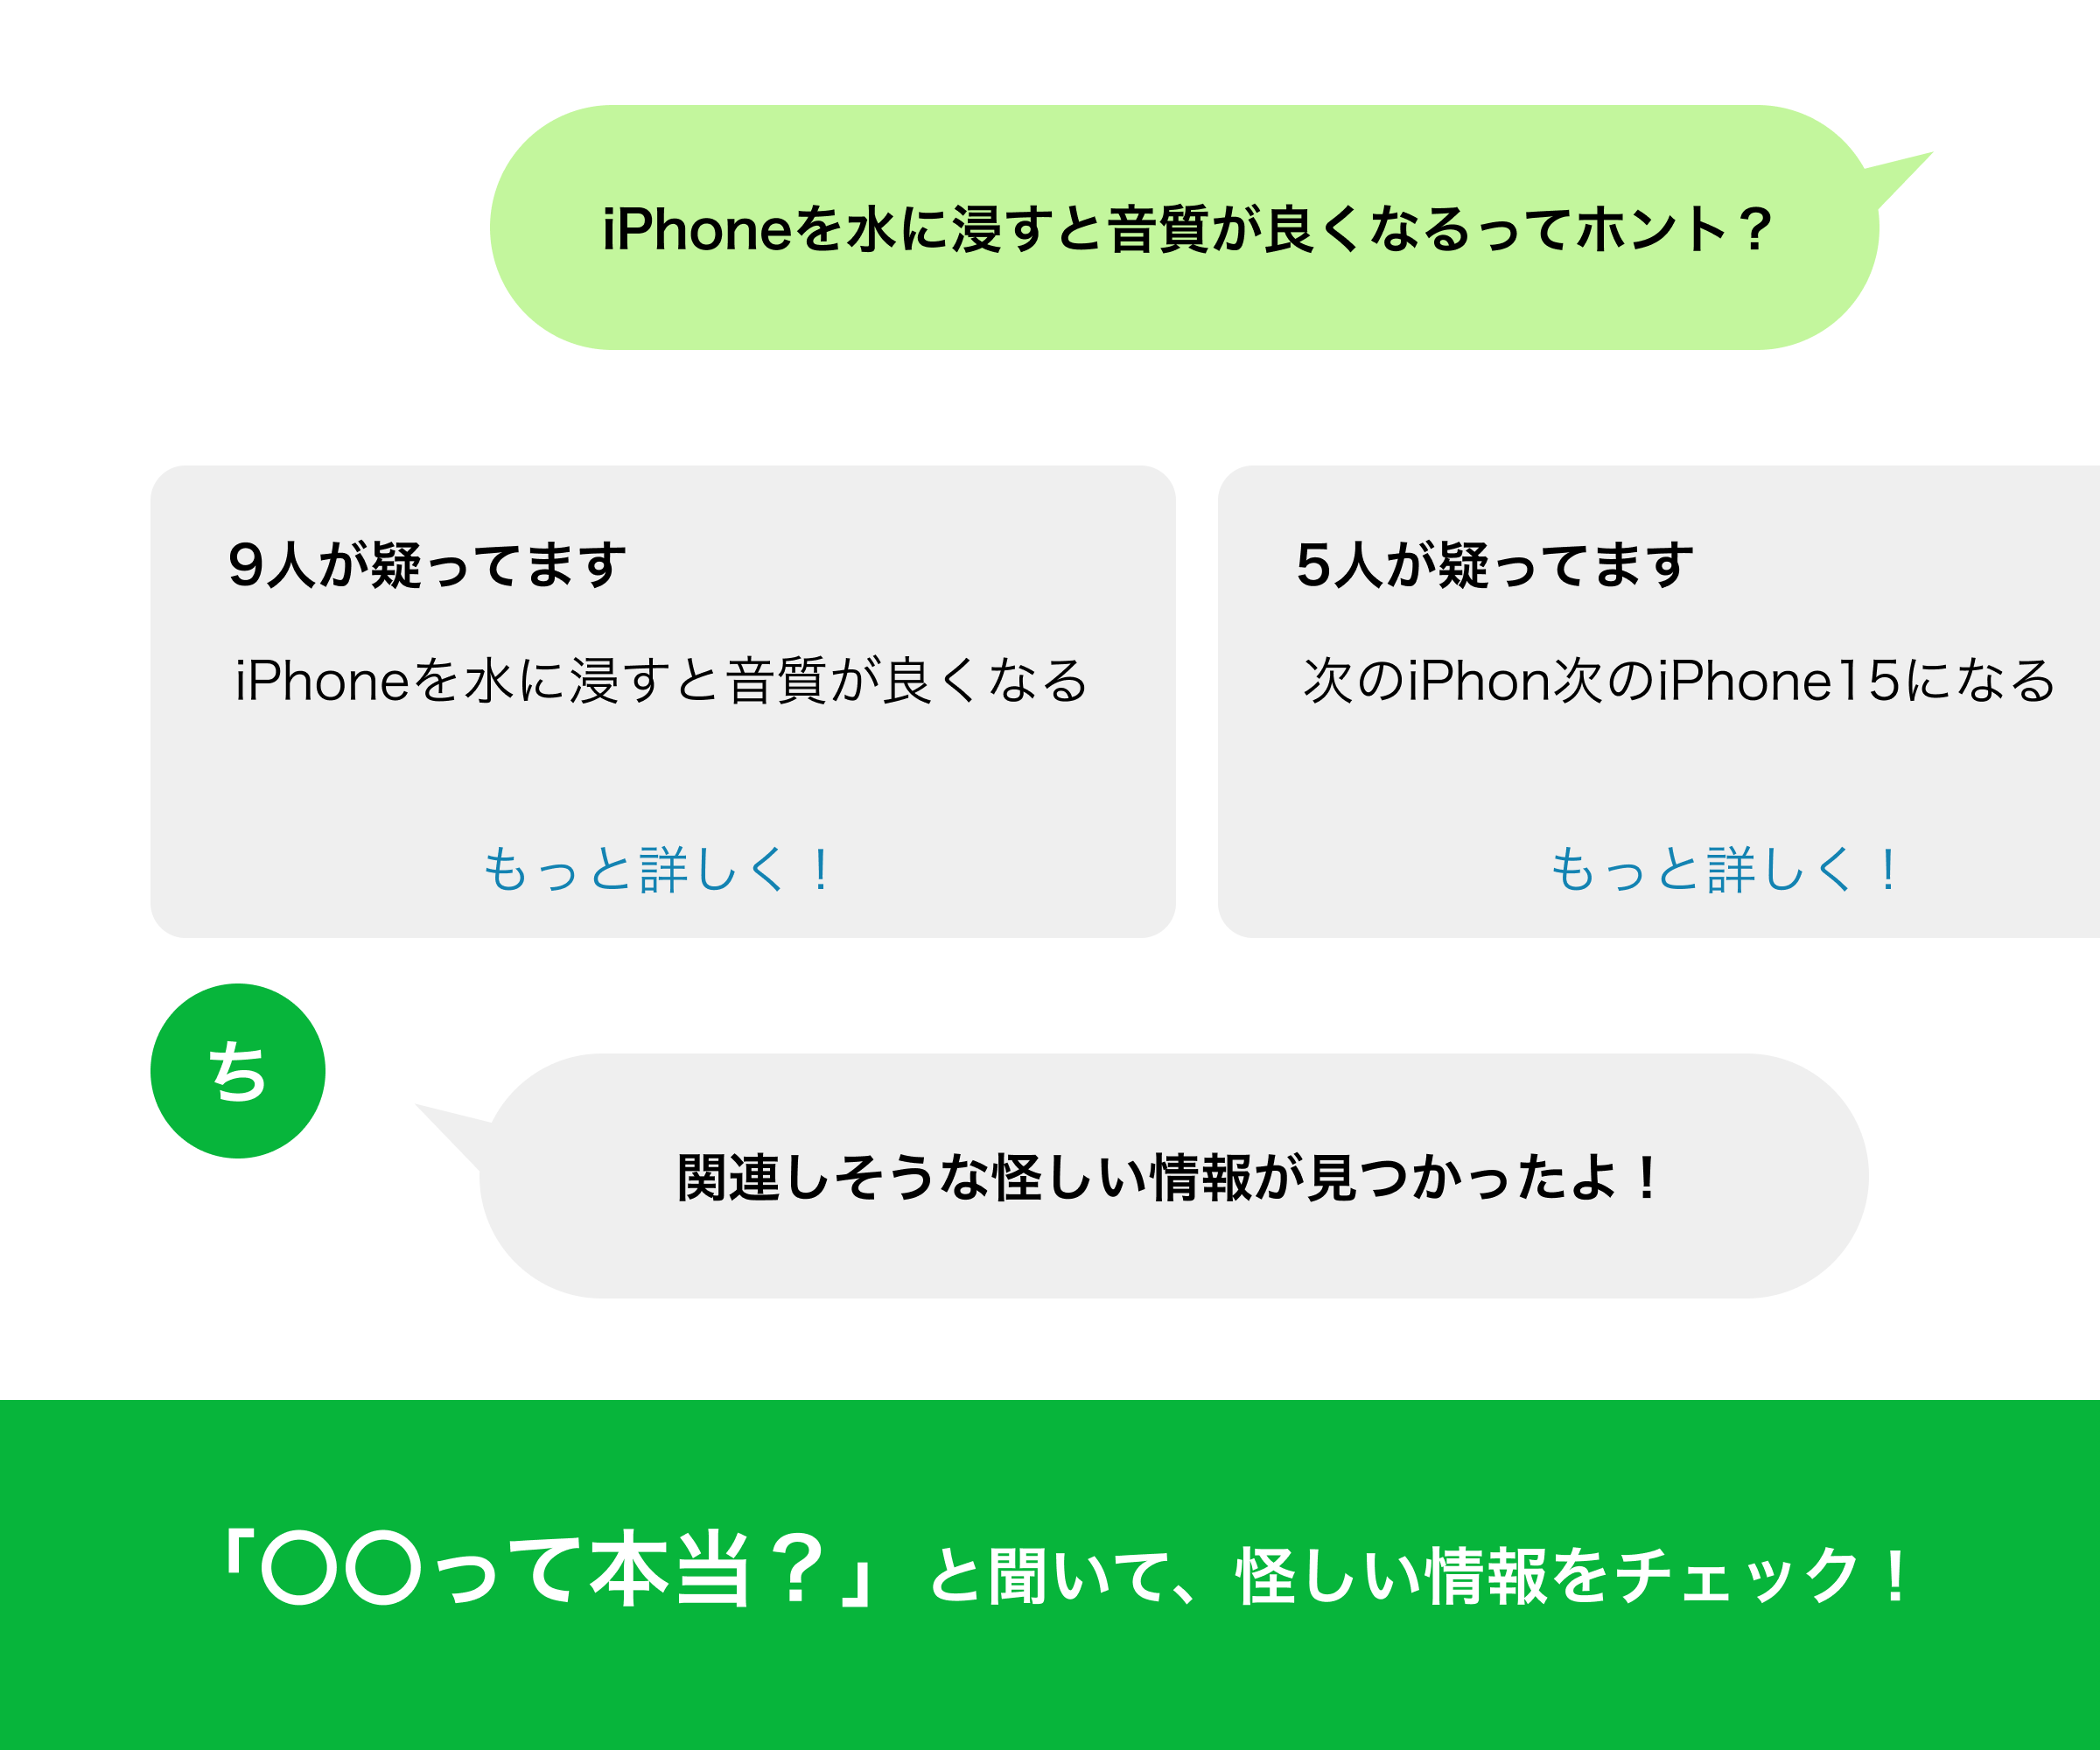 iPhoneを水に浸すと音質が良くなるってホント?
9人が疑ってます
iPhoneを水に浸すと音質が良くなる
もっと詳しく!
5人が疑ってます
次のiPhone次のiPhone15になる
もっと詳しく!
ち
関連しそうな怪しい情報が見つかったよ!
「〇〇って本当?」と聞いて、怪しい情報をチェック!